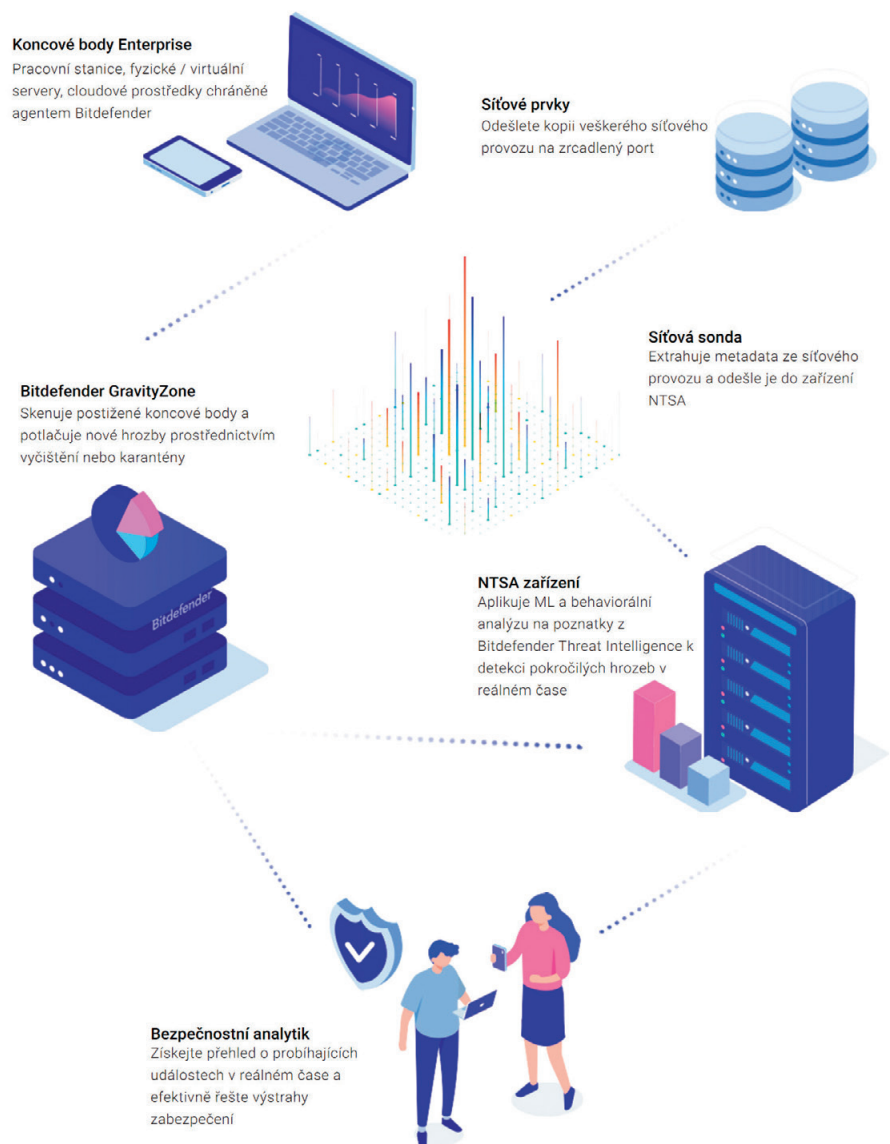 Koncové body Enterprise
Pracovní stanice, fyzické / virtuální
servery, cloudové prostředky chráněné
agentem Bitdefender
Síťové prvky
Odešlete kopii veškerého síťového
provozu na zrcadlený port
Síťová sonda
Extrahuje metadata ze síťového
provozu a odešle je do zařízení
NTSA
Bitdefender GravityZone
Skenuje postižené koncové body a
potlačuje nové hrozby prostřednictvím
vyčištění nebo karantény
Bitdefender
NTSA zařízení
Aplikuje ML a behaviorální
analýzu na poznatky z
Bitdefender Threat Intelligence k
detekci pokročilých hrozeb v
reálném čase
Bezpečnostní analytik
Získejte přehled o probíhajících
událostech v reálném čase a
efektivně řešte výstrahy
zabezpečení